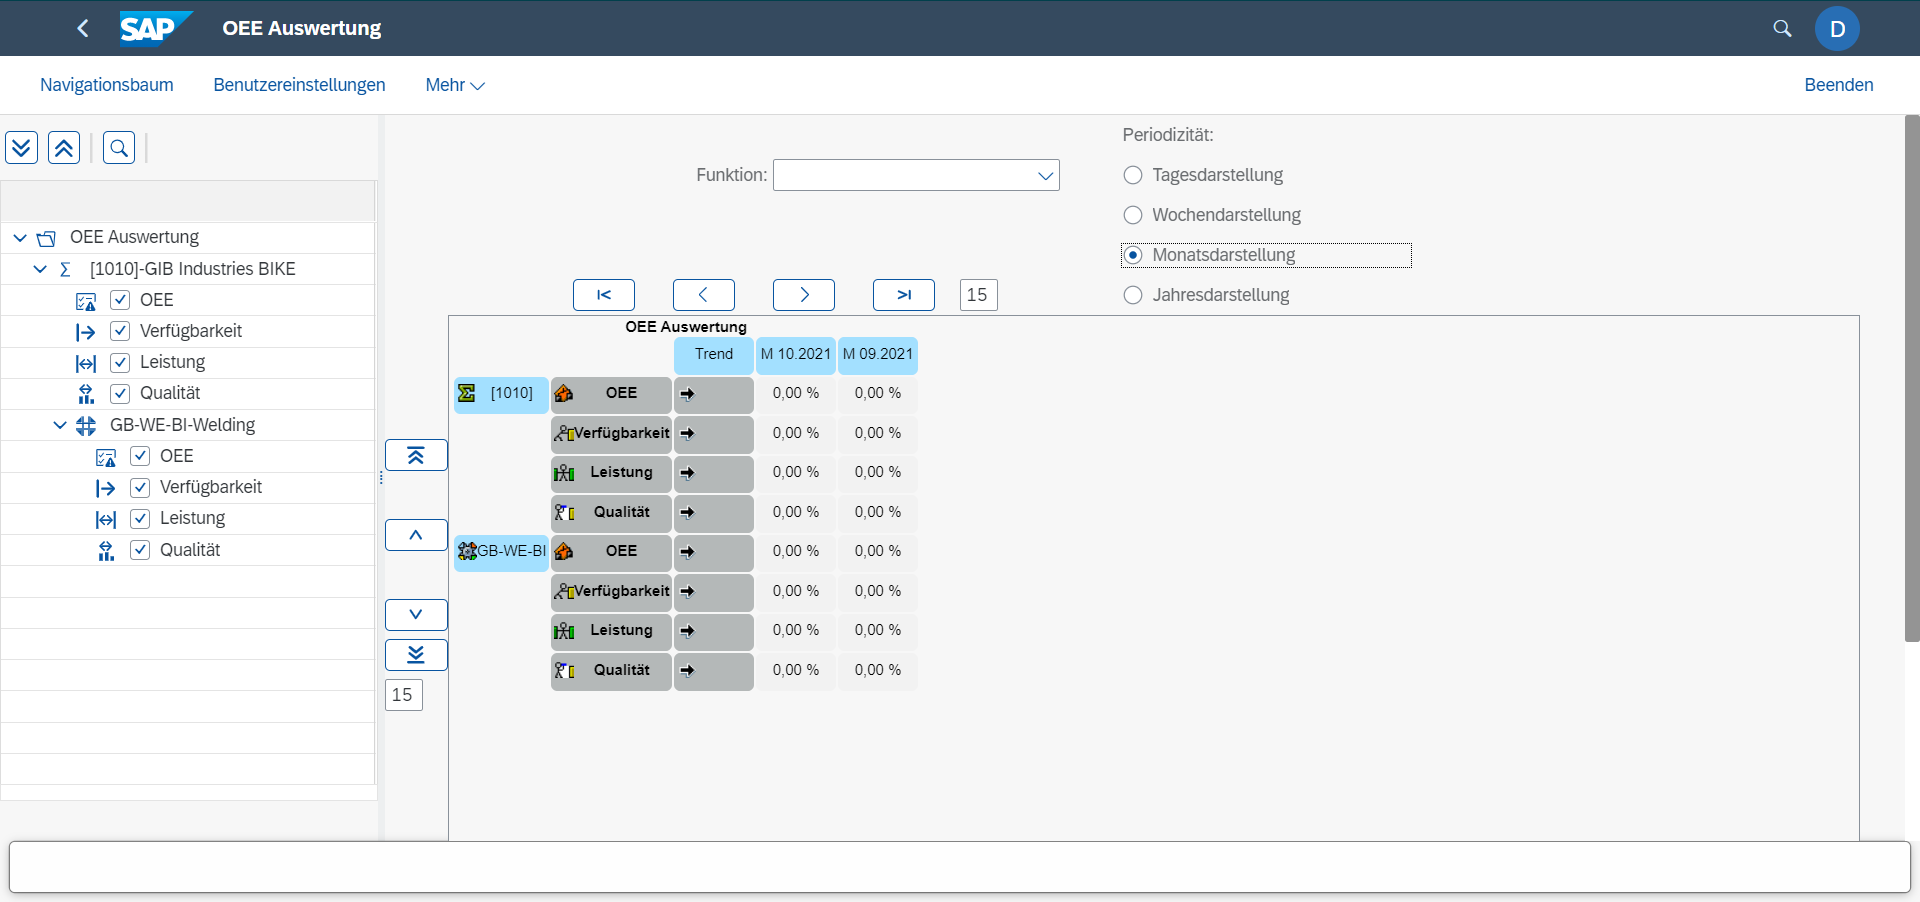 SAP OEE Auswertung D
Navigationsbaum Benutzereinstellungen Mehr Beenden
Periodizität:
Funktion:
Tagesdarstellung
Wochendarstellung
Monatsdarstellung
Jahresdarstellung
15
OEE Auswertung
[1010]-GIB Industries BIKE
OEE
Verfügbarkeit
Leistung
Qualität
GB-WE-BI-Welding
OEE
Verfügbarkeit
Leistung
Qualität
15
OEE Auswertung
Trend M 10.2021 M 09.2021
[1010] OEE 0,00 % 0,00 %
Verfügbarkeit 0,00 % 0,00 %
Leistung 0,00 % 0,00 %
Qualität 0,00 % 0,00 %
GB-WE-BI OEE 0,00 % 0,00 %
Verfügbarkeit 0,00 % 0,00 %
Leistung 0,00 % 0,00 %
Qualität 0,00 % 0,00 %